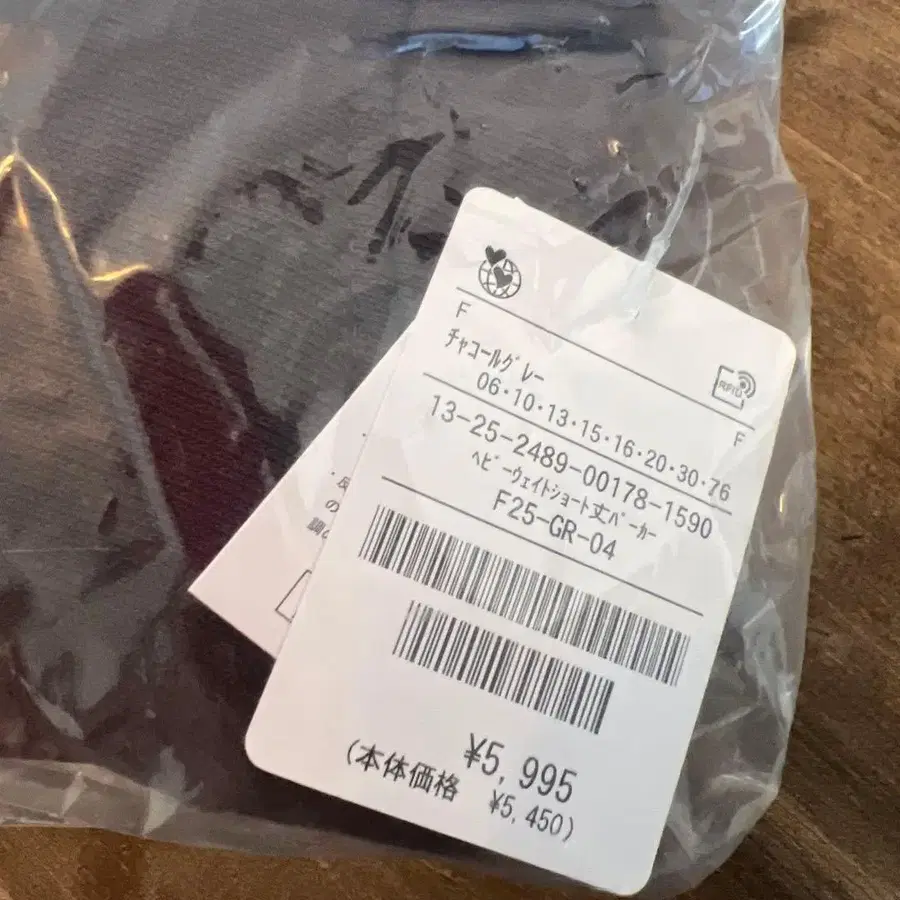 F
RFID
ﾁｬｺｰﾙｸﾞﾚｰ
06・10・13・15・16・20・30・76
F
13-25-2489-00178-1590
ﾍﾋﾞｰｳｪｲﾄｼｮｰﾄ丈ﾊﾟｰｶｰ
F25-GR-04
¥5,995
(本体価格 ¥5,450)
の